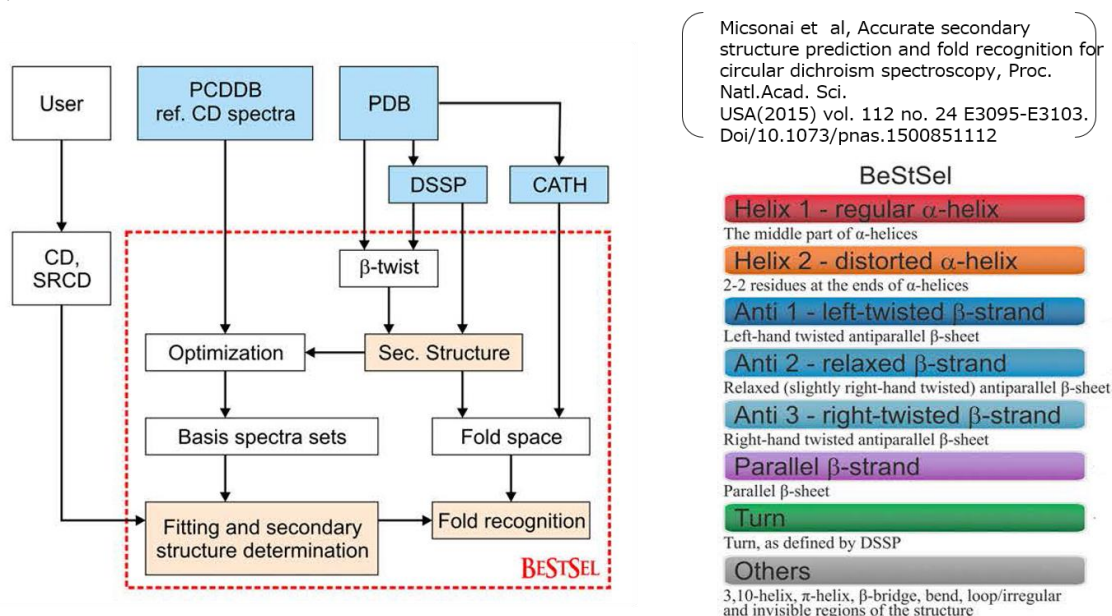 Micsonai et al, Accurate secondary
structure prediction and fold recognition for
circular dichroism spectroscopy, Proc.
Natl.Acad. Sci.
USA(2015) vol. 112 no. 24 E3095-E3103.
Doi/10.1073/pnas.1500851112
User
PCDDB
ref. CD spectra
PDB
DSSP
CATH
CD,
SRCD
β-twist
Optimization
Sec. Structure
Basis spectra sets
Fold space
Fitting and secondary
structure determination
Fold recognition
BESTSEL
BeStSel
Helix 1 - regular α-helix
The middle part of α-helices
Helix 2 - distorted α-helix
2-2 residues at the ends of α-helices
Anti 1 - left-twisted β-strand
Left-hand twisted antiparallel β-sheet
Anti 2 - relaxed β-strand
Relaxed (slightly right-hand twisted) antiparallel β-sheet
Anti 3 - right-twisted β-strand
Right-hand twisted antiparallel β-sheet
Parallel β-strand
Parallel β-sheet
Turn
Turn, as defined by DSSP
Others
3,10-helix, π-helix, β-bridge, bend, loop/irregular
and invisible regions of the structure